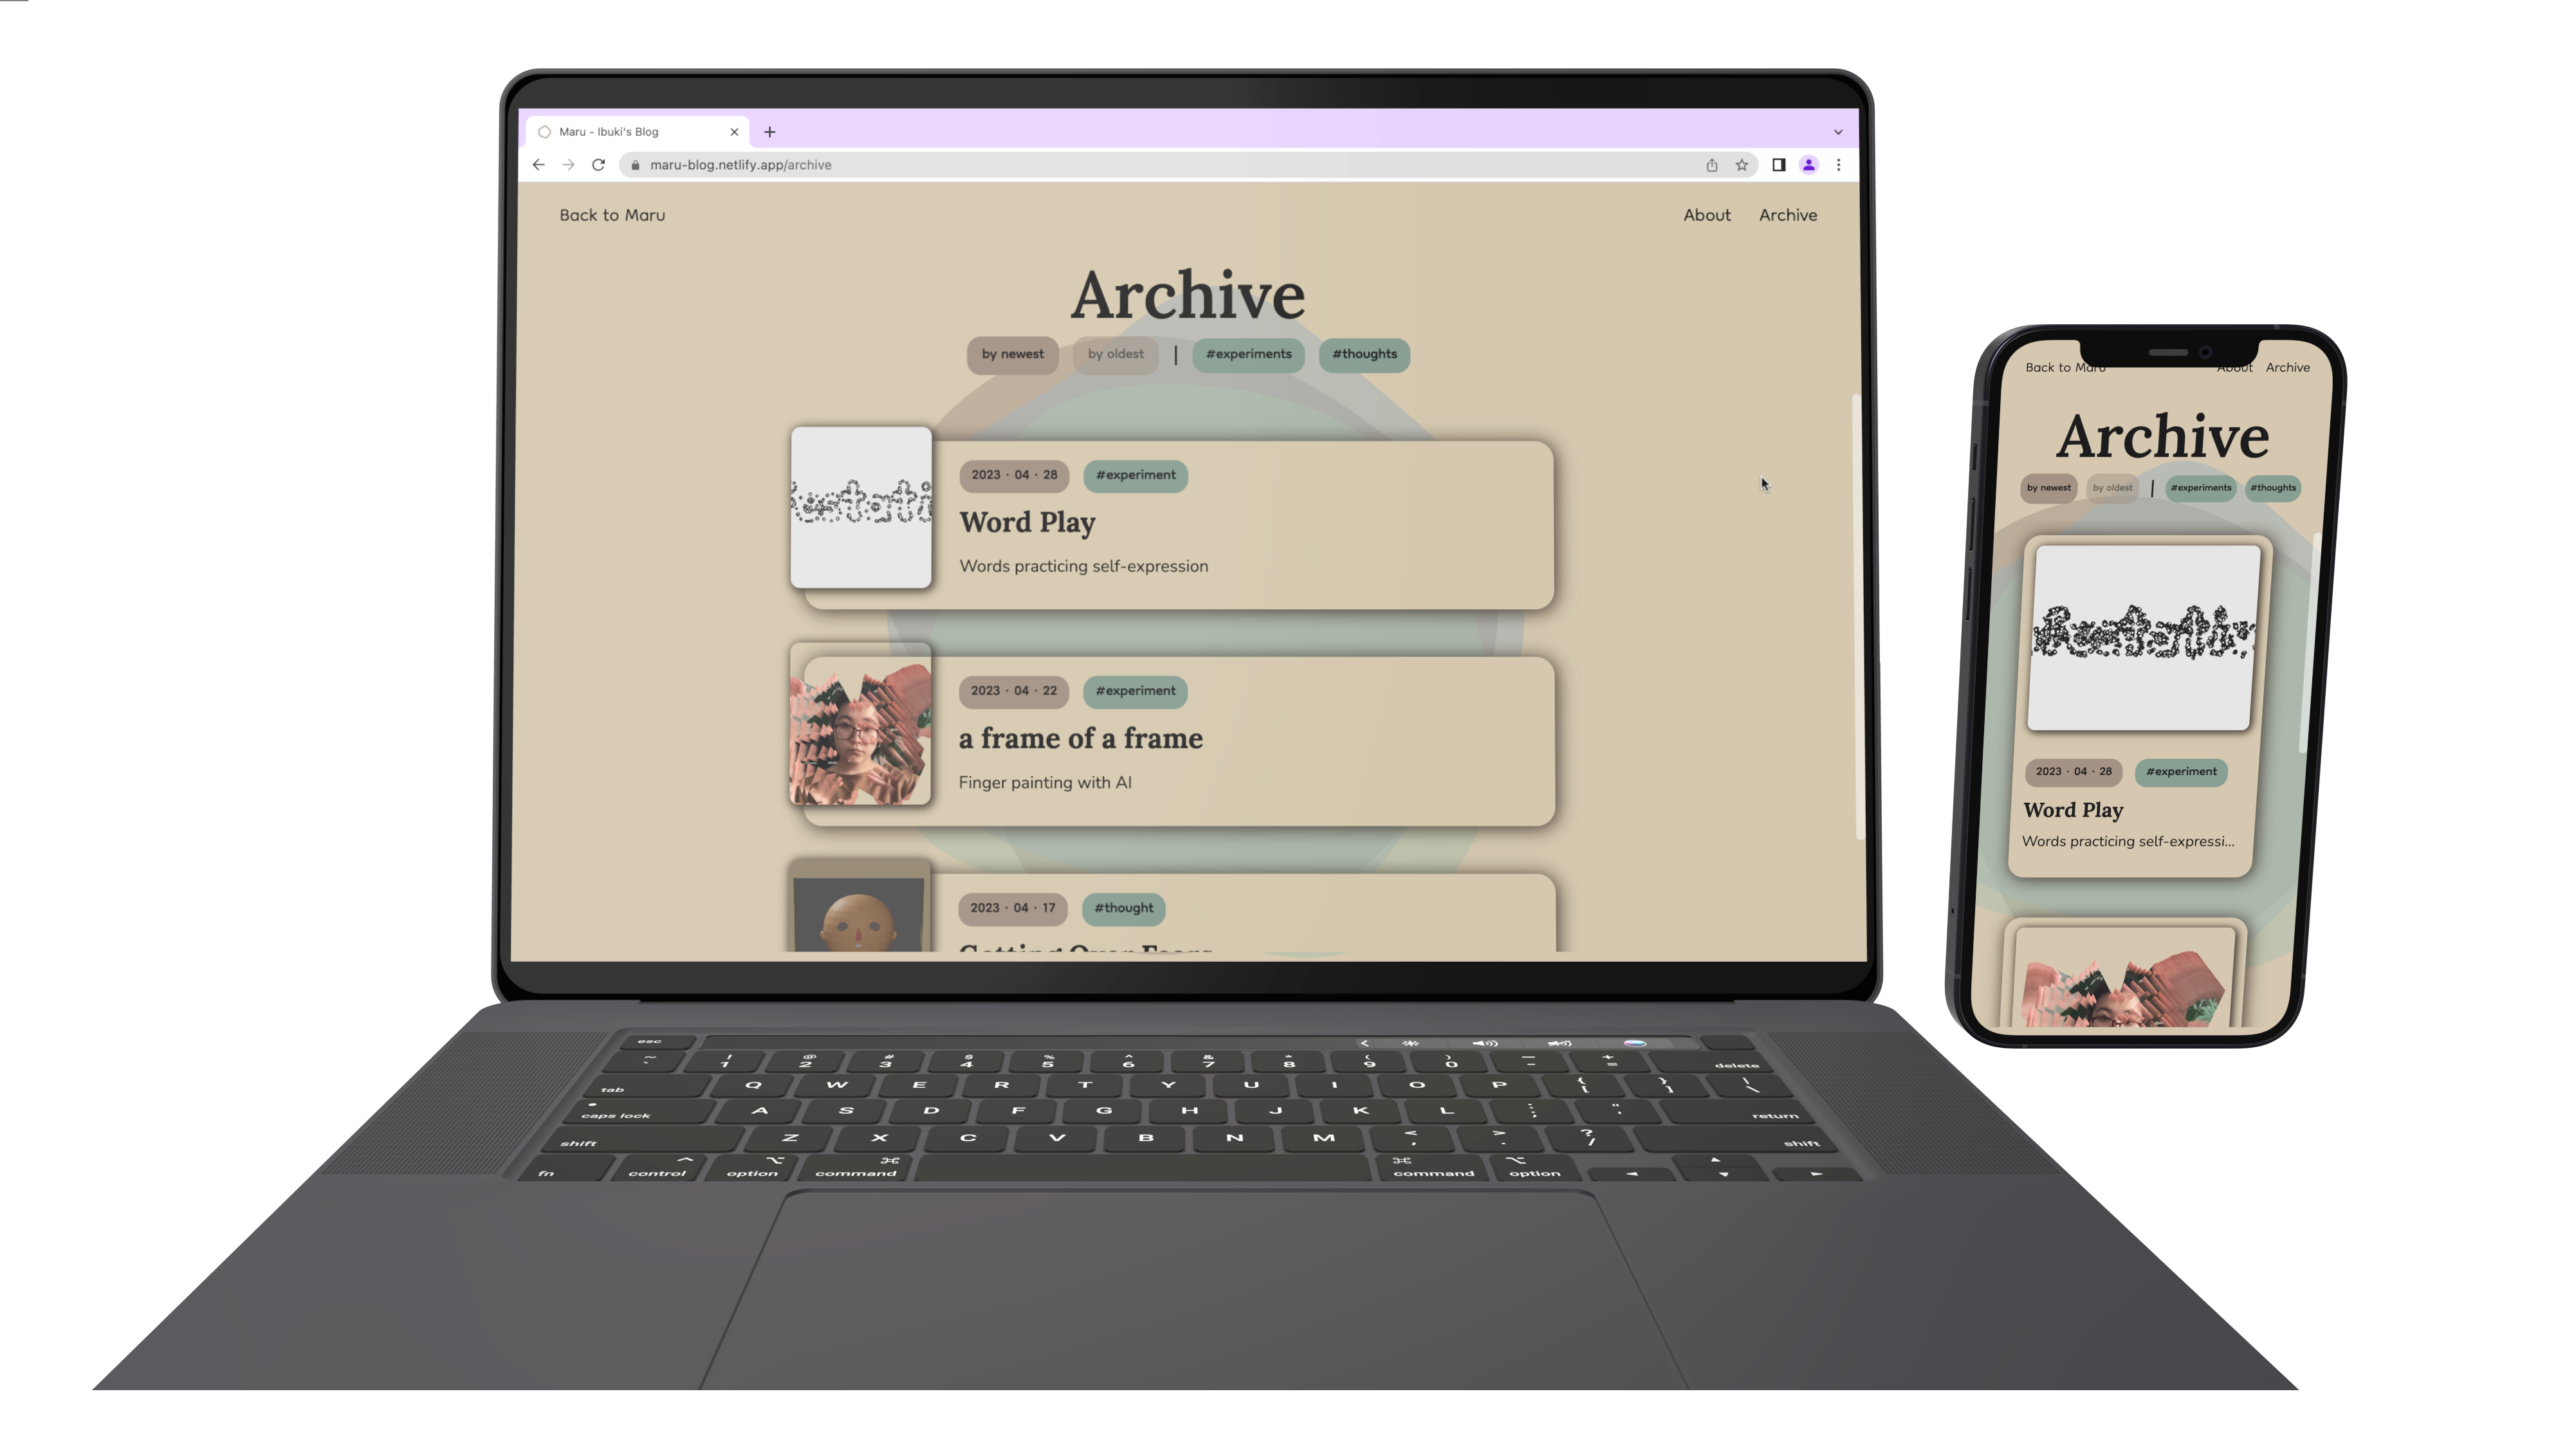 Maru - Ibuki's Blog
maru-blog.netlify.app/archive
Back to Maru
About Archive
Archive
by newest by oldest | #experiments #thoughts
2023 · 04 · 28 #experiment
Word Play
Words practicing self-expression
2023 · 04 · 22 #experiment
a frame of a frame
Finger painting with AI
2023 · 04 · 17 #thought
Getting Over Fears
Back to Maru About Archive
Archive
by newest by oldest | #experiments #thoughts
2023 · 04 · 28 #experiment
Word Play
Words practicing self-expressi...
esc
~ ! @ # $ % ^ & * ( ) — +
` 1 2 3 4 5 6 7 8 9 0 - = delete
tab Q W E R T Y U I O P { [ } ] | \
caps lock A S D F G H J K L : ; " ' return
shift Z X C V B N M < , > . ? / shift
fn control option command command option